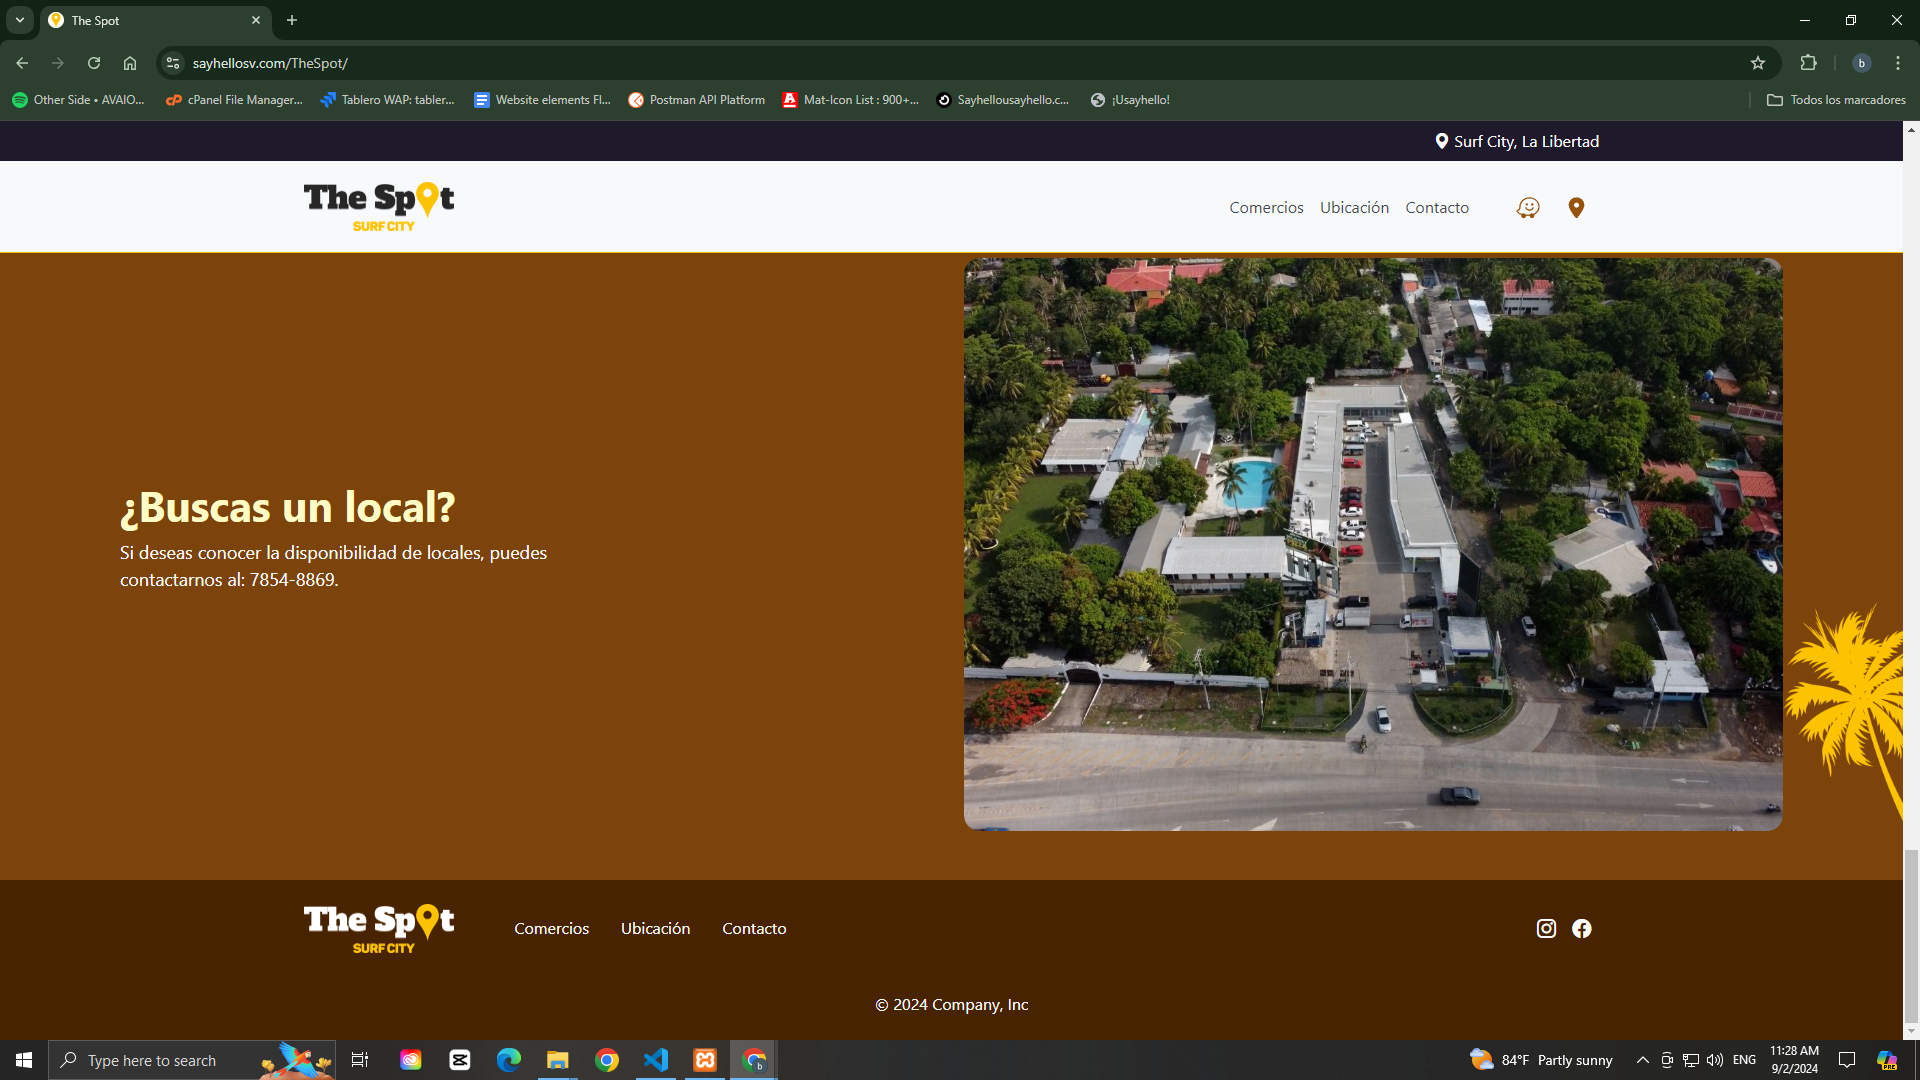 The Spot
sayhellosv.com/TheSpot/
b
Other Side • AVAIO...
cPanel File Manager...
Tablero WAP: tabler...
Website elements Fl...
Postman API Platform
Mat-Icon List : 900+...
Sayhellousayhello.c...
¡Usayhello!
Todos los marcadores
Surf City, La Libertad
The Spot
SURF CITY
Comercios
Ubicación
Contacto
¿Buscas un local?
Si deseas conocer la disponibilidad de locales, puedes
contactarnos al: 7854-8869.
The Spot
SURF CITY
Comercios
Ubicación
Contacto
© 2024 Company, Inc
Type here to search
b
84°F Partly sunny
ENG
11:28 AM
9/2/2024
PRE